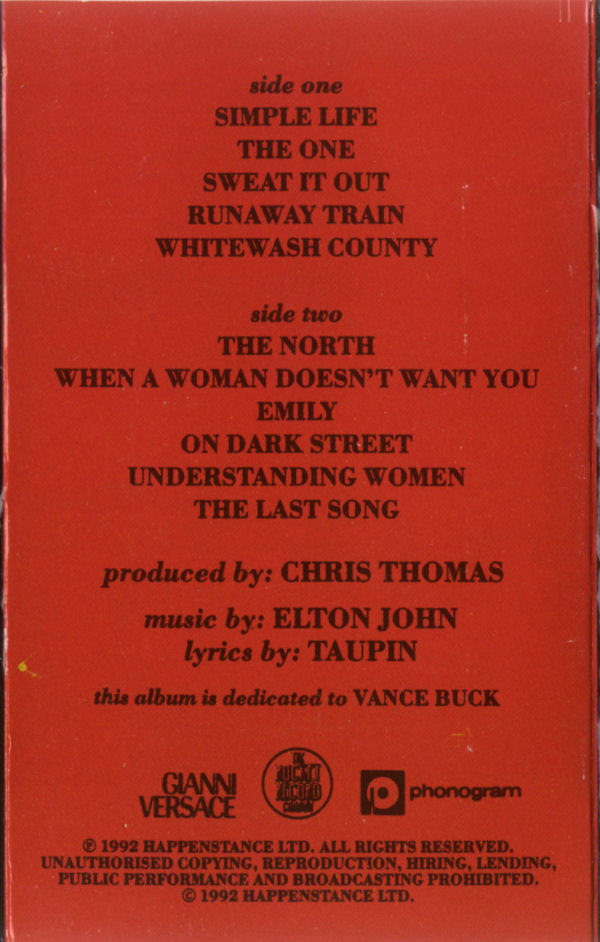 side one
SIMPLE LIFE
THE ONE
SWEAT IT OUT
RUNAWAY TRAIN
WHITEWASH COUNTY
side two
THE NORTH
WHEN A WOMAN DOESN'T WANT YOU
EMILY
ON DARK STREET
UNDERSTANDING WOMEN
THE LAST SONG
produced by: CHRIS THOMAS
music by: ELTON JOHN
lyrics by: TAUPIN
this album is dedicated to VANCE BUCK
GIANNI
VERSACE
ROCKET
RECORD
phonogram
℗ 1992 HAPPENSTANCE LTD. ALL RIGHTS RESERVED.
UNAUTHORISED COPYING, REPRODUCTION, HIRING, LENDING,
PUBLIC PERFORMANCE AND BROADCASTING PROHIBITED.
© 1992 HAPPENSTANCE LTD.